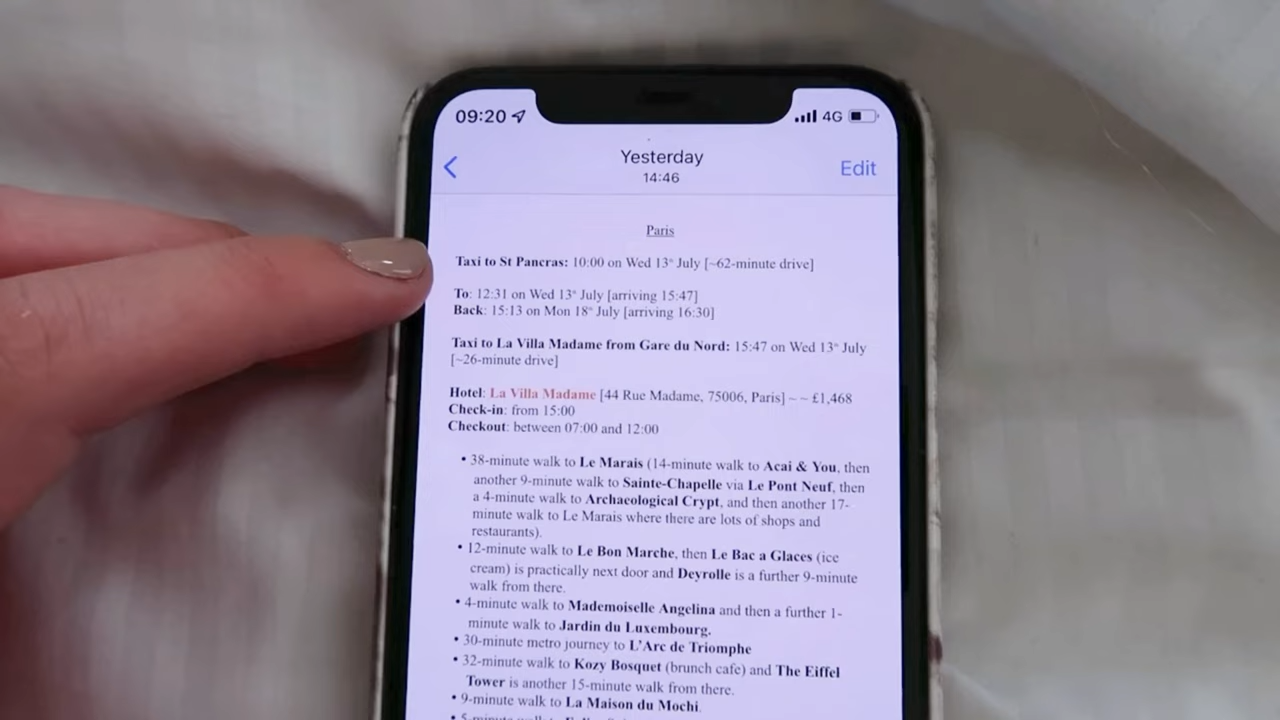 09:20 4G
Yesterday
14:46
Edit
Paris
Taxi to St Pancras: 10:00 on Wed 13th July [~62-minute drive]
To: 12:31 on Wed 13th July [arriving 15:47]
Back: 15:13 on Mon 18th July [arriving 16:30]
Taxi to La Villa Madame from Gare du Nord: 15:47 on Wed 13th July
[~26-minute drive]
Hotel: La Villa Madame [44 Rue Madame, 75006, Paris] ~ ~ £1,468
Check-in: from 15:00
Checkout: between 07:00 and 12:00
• 38-minute walk to Le Marais (14-minute walk to Acai & You, then
another 9-minute walk to Sainte-Chapelle via Le Pont Neuf, then
a 4-minute walk to Archaeological Crypt, and then another 17-
minute walk to Le Marais where there are lots of shops and
restaurants).
• 12-minute walk to Le Bon Marche, then Le Bac a Glaces (ice
cream) is practically next door and Deyrolle is a further 9-minute
walk from there.
• 4-minute walk to Mademoiselle Angelina and then a further 1-
minute walk to Jardin du Luxembourg.
• 30-minute metro journey to L'Arc de Triomphe
• 32-minute walk to Kozy Bosquet (brunch cafe) and The Eiffel
Tower is another 15-minute walk from there.
• 9-minute walk to La Maison du Mochi.
• 5-minute walk to